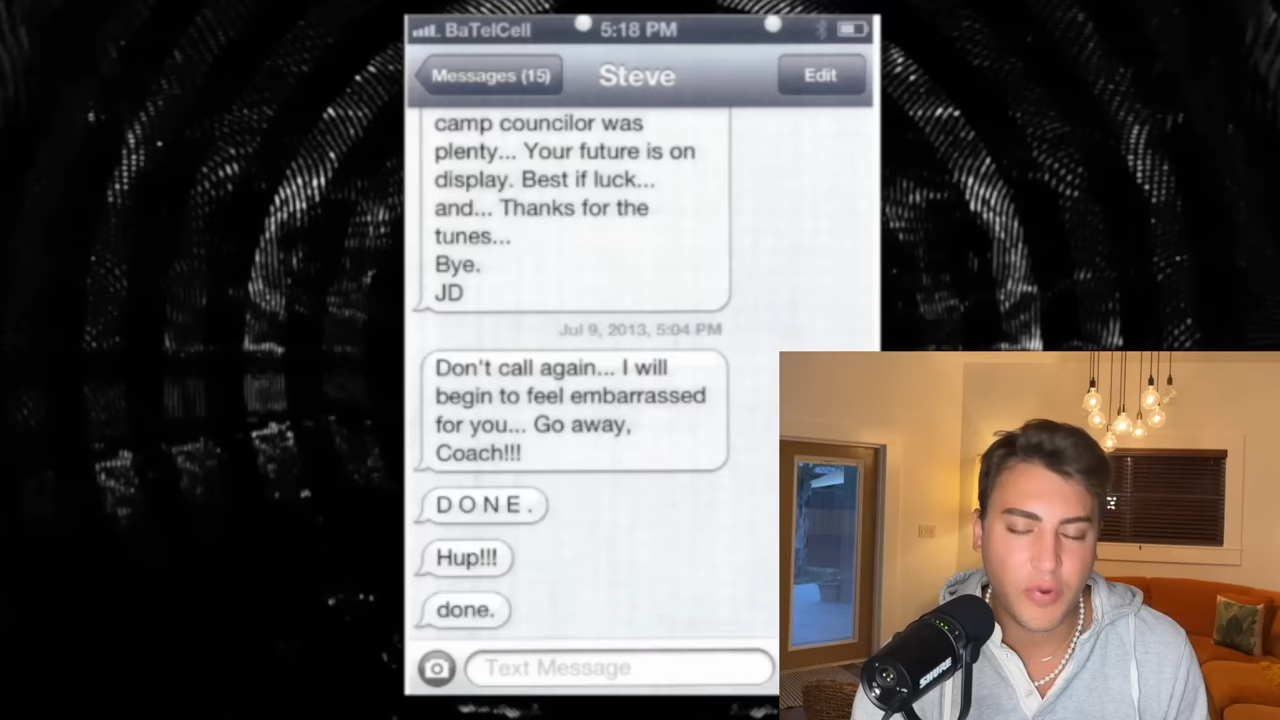 BaTelCell 5:18 PM
Messages (15) Steve Edit
camp councilor was
plenty... Your future is on
display. Best if luck...
and... Thanks for the
tunes...
Bye.
JD
Jul 9, 2013, 5:04 PM
Don't call again... I will
begin to feel embarrassed
for you... Go away,
Coach!!!
D O N E .
Hup!!!
done.
Text Message
SHURE